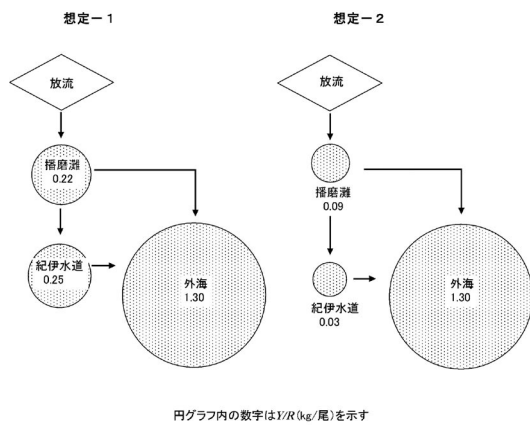 想定ー１
放流
播磨灘
0.22
紀伊水道
0.25
外海
1.30
想定ー２
放流
播磨灘
0.09
紀伊水道
0.03
外海
1.30
円グラフ内の数字はY/R(kg/尾)を示す